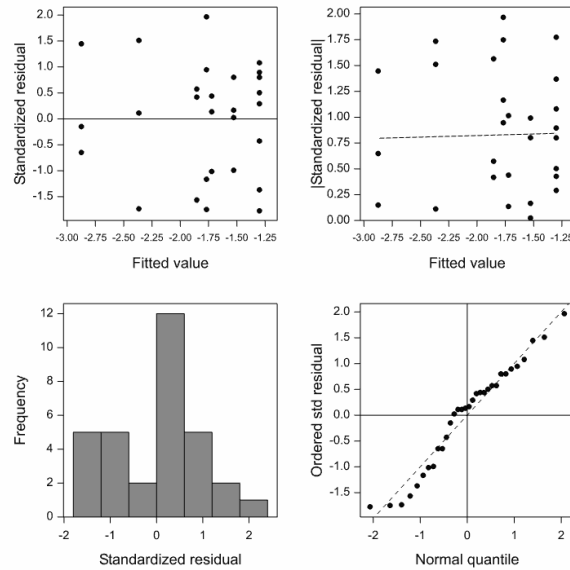 2.0
1.5
1.0
0.5
0.0
-0.5
-1.0
-1.5
Standardized residual
-3.00 -2.75 -2.50 -2.25 -2.00 -1.75 -1.50 -1.25
Fitted value
2.00
1.75
1.50
1.25
1.00
0.75
0.50
0.25
0.00
|Standardized residual|
-3.00 -2.75 -2.50 -2.25 -2.00 -1.75 -1.50 -1.25
Fitted value
12
10
8
6
4
2
0
Frequency
-2 -1 0 1 2
Standardized residual
2.0
1.5
1.0
0.5
0.0
-0.5
-1.0
-1.5
Ordered std residual
-2 -1 0 1 2
Normal quantile